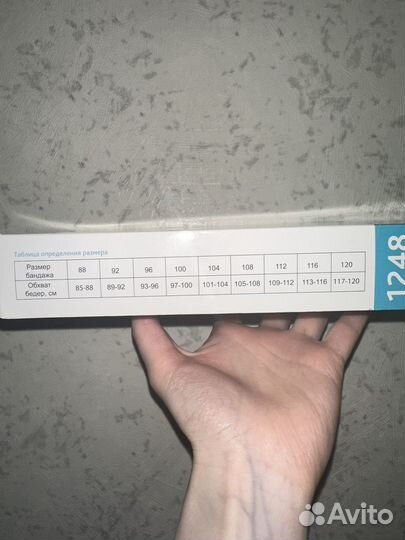 Таблица определения размера
Размер бандажа 88 92 96 100 104 108 112 116 120
Обхват бедер, см 85-88 89-92 93-96 97-100 101-104 105-108 109-112 113-116 117-120
1248
Avito